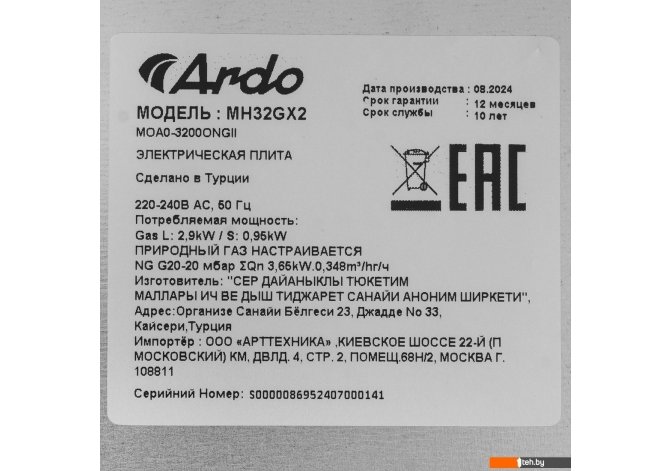 Ardo
МОДЕЛЬ : MH32GX2
MOA0-3200ONGII
ЭЛЕКТРИЧЕСКАЯ ПЛИТА
Сделано в Турции
Дата производства : 08.2024
Срок гарантии : 12 месяцев
Срок службы : 10 лет
EAC
220-240В AC, 50 Гц
Потребляемая мощность:
Gas L: 2,9kW / S: 0,95kW
ПРИРОДНЫЙ ГАЗ НАСТРАИВАЕТСЯ
NG G20-20 мбар ΣQn 3,65kW.0,348m³/hr/ч
Изготовитель: "СЕР ДАЙАНЫКЛЫ ТЮКЕТИМ
МАЛЛАРЫ ИЧ ВЕ ДЫШ ТИДЖАРЕТ САНАЙИ АНОНИМ ШИРКЕТИ",
Адрес:Организе Санайи Бёлгеси 23, Джадде No 33,
Кайсери,Турция
Импортёр : ООО «АРТТЕХНИКА» ,КИЕВСКОЕ ШОССЕ 22-Й (П
МОСКОВСКИЙ) КМ, ДВЛД. 4, СТР. 2, ПОМЕЩ.68Н/2, МОСКВА Г.
108811
Серийний Номер: S0000086952407000141
1teh.by